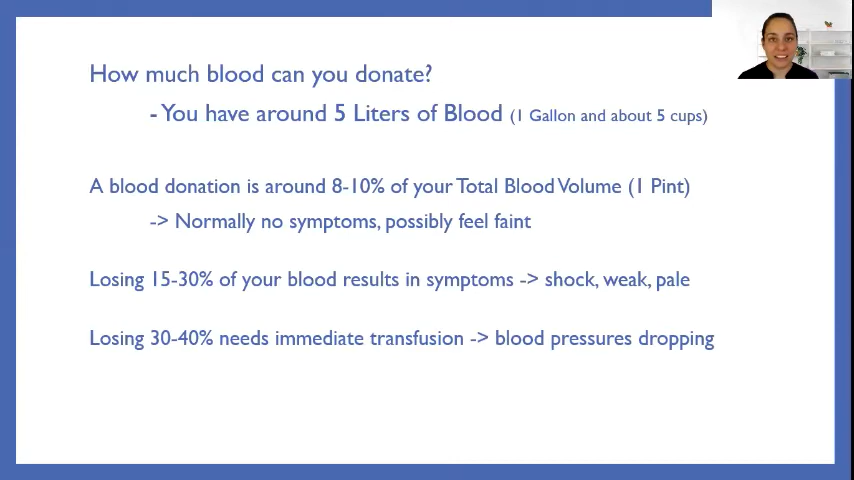 How much blood can you donate?
- You have around 5 Liters of Blood (1 Gallon and about 5 cups)
A blood donation is around 8-10% of your Total Blood Volume (1 Pint)
-> Normally no symptoms, possibly feel faint
Losing 15-30% of your blood results in symptoms -> shock, weak, pale
Losing 30-40% needs immediate transfusion -> blood pressures dropping